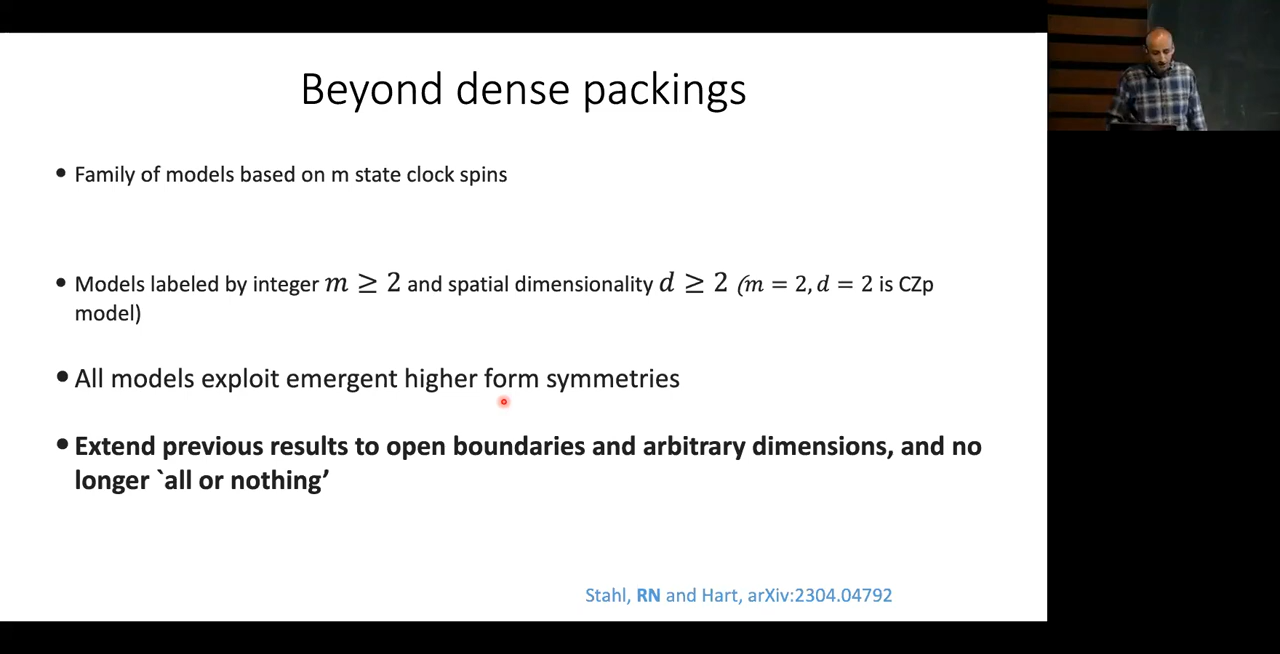 Beyond dense packings
• Family of models based on m state clock spins
• Models labeled by integer m ≥ 2 and spatial dimensionality d ≥ 2 (m = 2, d = 2 is CZp
model)
• All models exploit emergent higher form symmetries
• Extend previous results to open boundaries and arbitrary dimensions, and no
longer `all or nothing’
Stahl, RN and Hart, arXiv:2304.04792